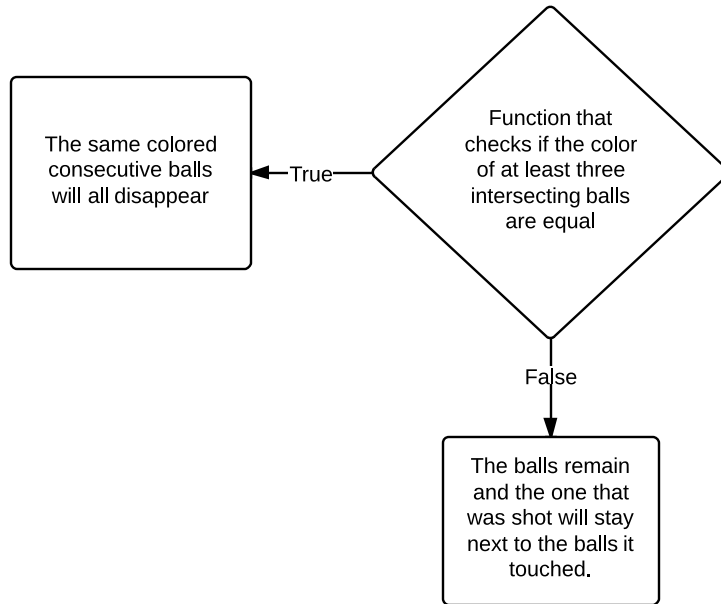 The same colored
consecutive balls
will all disappear
True
Function that
checks if the color
of at least three
intersecting balls
are equal
False
The balls remain
and the one that
was shot will stay
next to the balls it
touched.